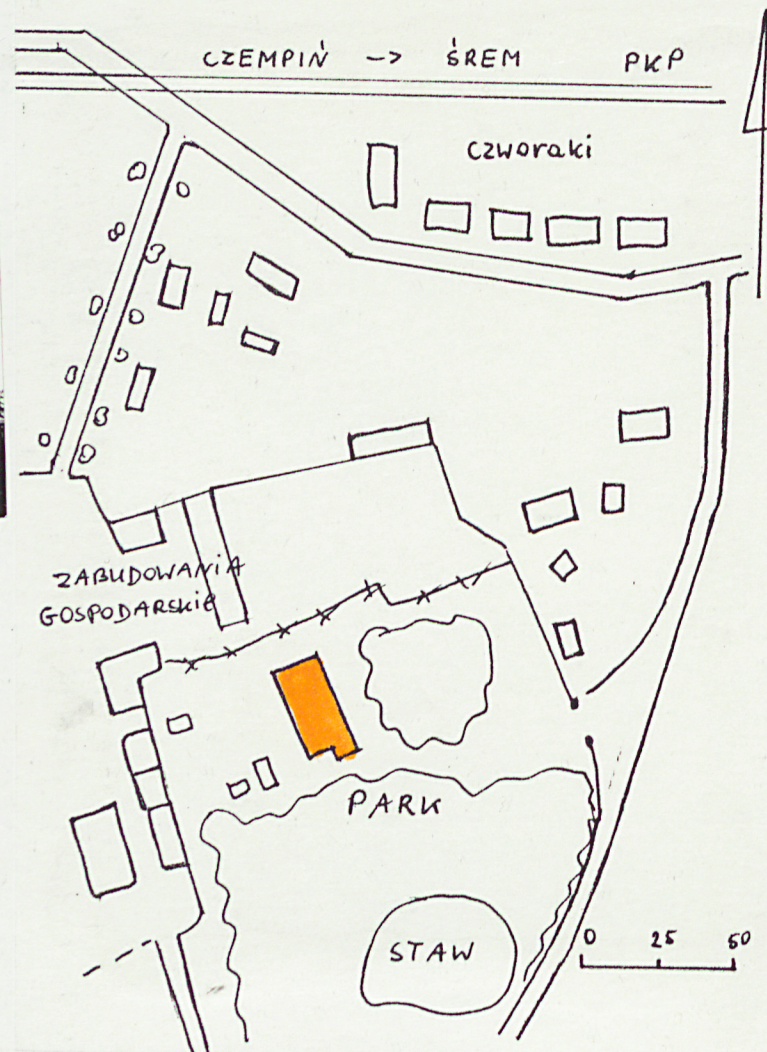 CZEMPIŃ -> ŚREM PKP
Czworaki
ZABUDOWANIA
GOSPODARSKIE
PARK
STAW
0 25 50